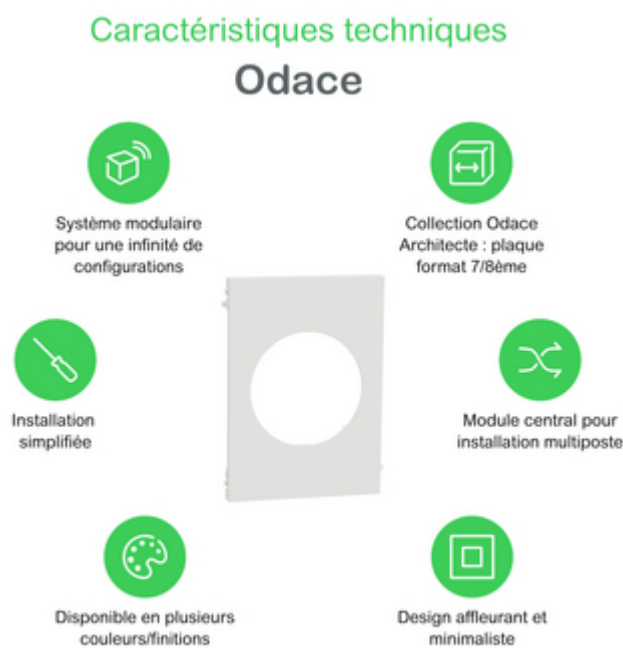 Caractéristiques techniques
Odace
Système modulaire
pour une infinité de
configurations
Collection Odace
Architecte : plaque
format 7/8ème
Installation
simplifiée
Module central pour
installation multiposte
Disponible en plusieurs
couleurs/finitions
Design affleurant et
minimaliste